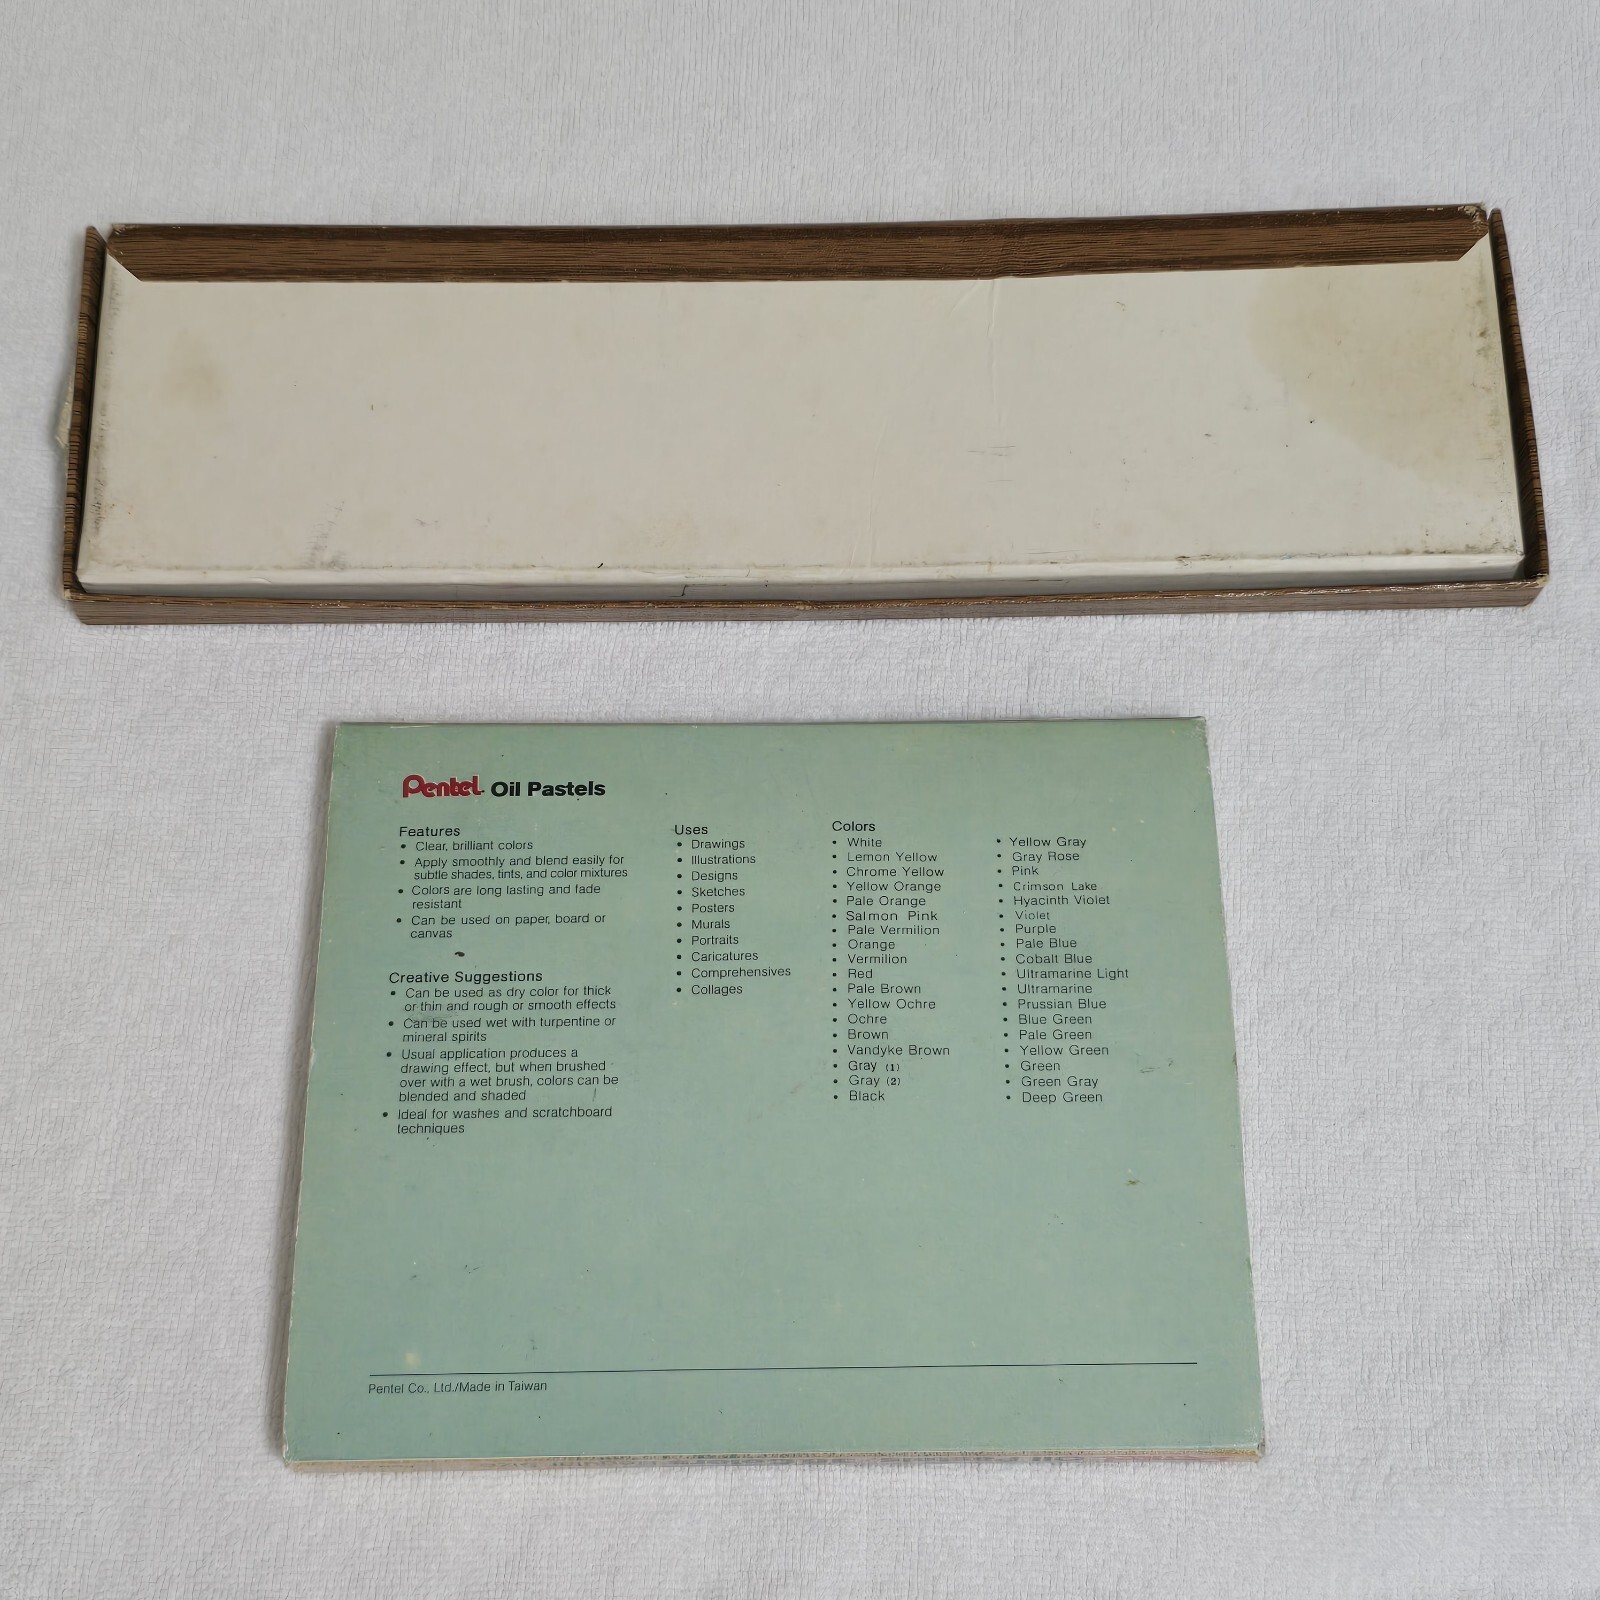 Pentel Oil Pastels
Features
• Clear, brilliant colors
• Apply smoothly and blend easily for
subtle shades, tints, and color mixtures
• Colors are long lasting and fade
resistant
• Can be used on paper, board or
canvas
Creative Suggestions
• Can be used as dry color for thick
or thin and rough or smooth effects
• Can be used wet with turpentine or
mineral spirits
• Usual application produces a
drawing effect, but when brushed
over with a wet brush, colors can be
blended and shaded
• Ideal for washes and scratchboard
techniques
Uses
• Drawings
• Illustrations
• Designs
• Sketches
• Posters
• Murals
• Portraits
• Caricatures
• Comprehensives
• Collages
Colors
• White
• Lemon Yellow
• Chrome Yellow
• Yellow Orange
• Pale Orange
• Salmon Pink
• Pale Vermilion
• Orange
• Vermilion
• Red
• Pale Brown
• Yellow Ochre
• Ochre
• Brown
• Vandyke Brown
• Gray (1)
• Gray (2)
• Black
• Yellow Gray
• Gray Rose
• Pink
• Crimson Lake
• Hyacinth Violet
• Violet
• Purple
• Pale Blue
• Cobalt Blue
• Ultramarine Light
• Ultramarine
• Prussian Blue
• Blue Green
• Pale Green
• Yellow Green
• Green
• Green Gray
• Deep Green
Pentel Co., Ltd./Made in Taiwan